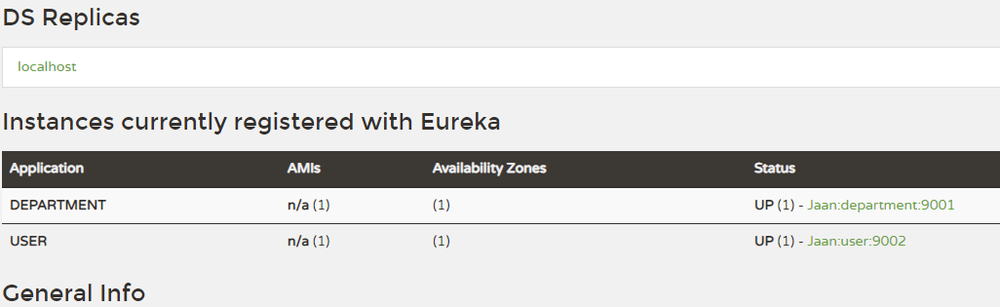 DS Replicas
localhost
Instances currently registered with Eureka
Application AMIs Availability Zones Status
DEPARTMENT n/a (1) (1) UP (1) - Jaan:department:9001
USER n/a (1) (1) UP (1) - Jaan:user:9002
General Info